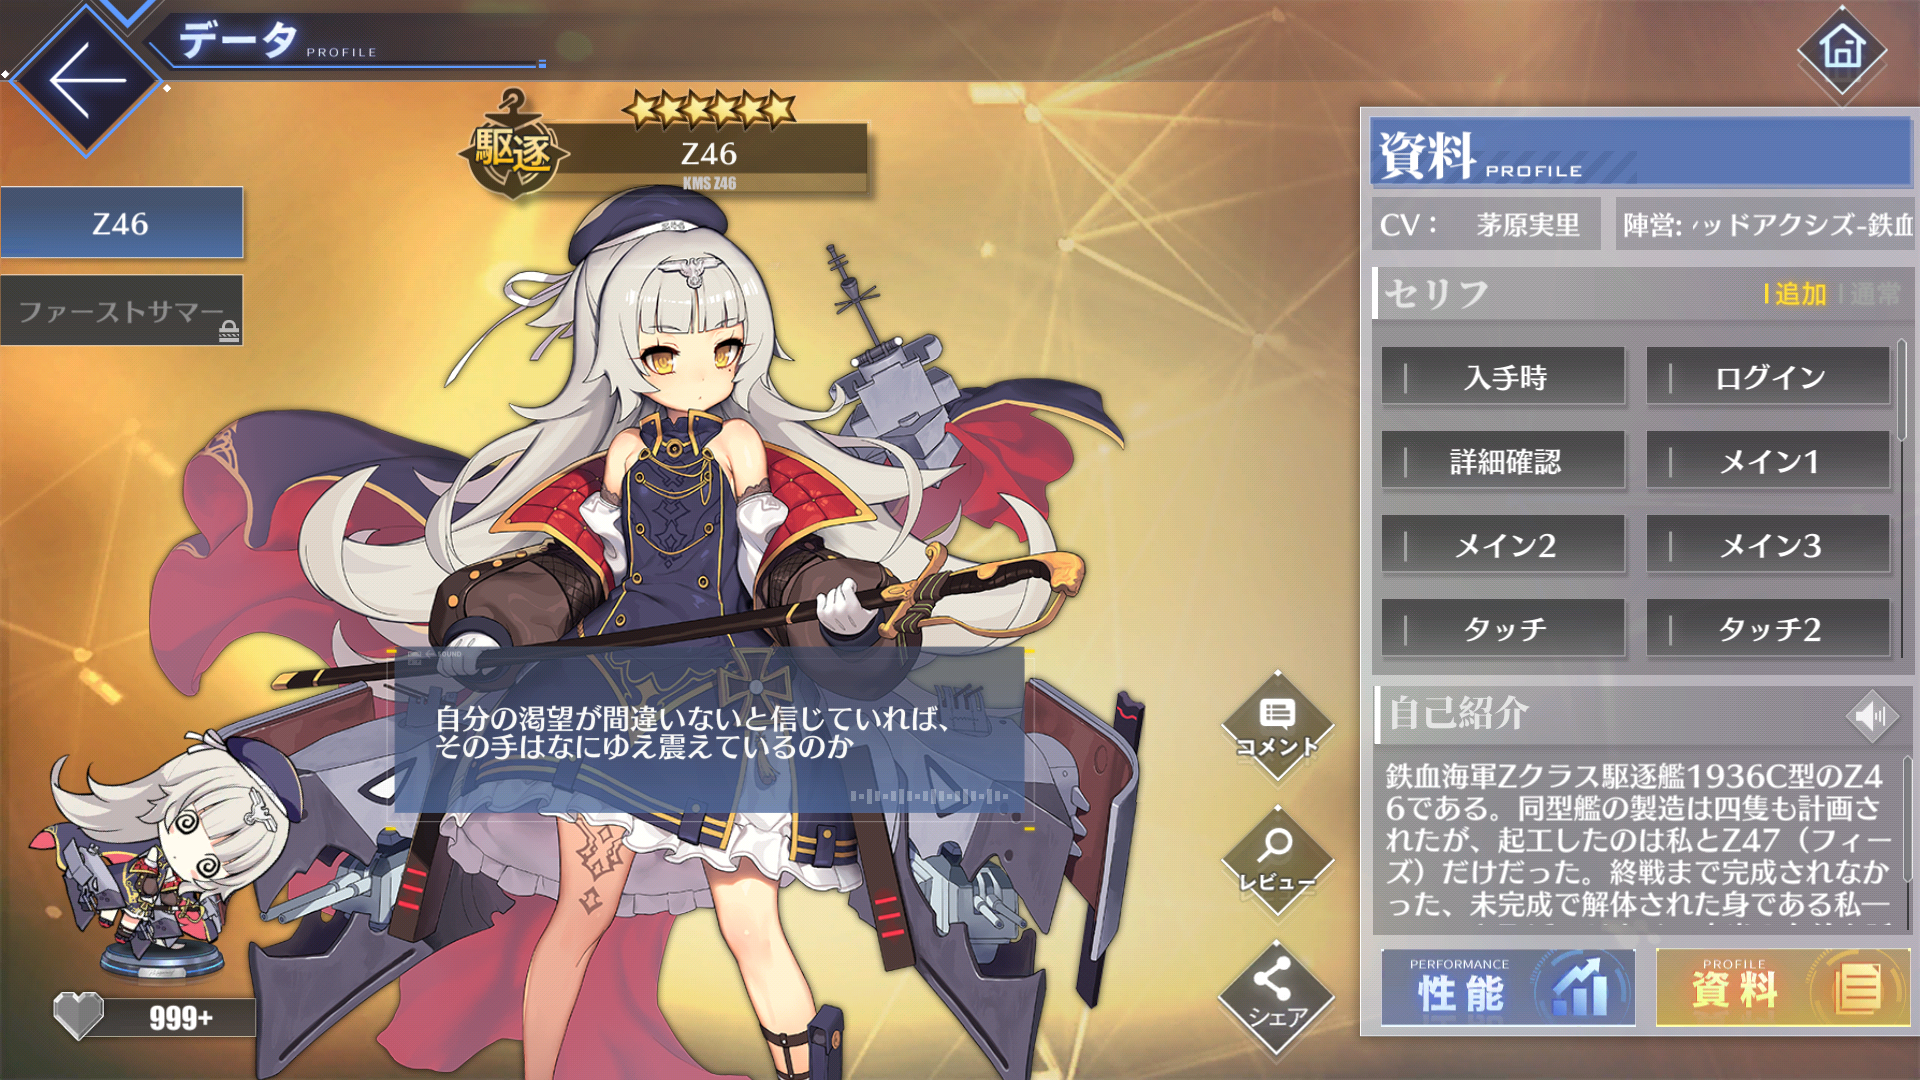 データ PROFILE
駆逐
Z46
KMS Z46
Z46
ファーストサマー
資料 PROFILE
CV： 茅原実里
陣営: ッドアクシズ-鉄血
セリフ
追加
通常
入手時
ログイン
詳細確認
メイン1
メイン2
メイン3
タッチ
タッチ2
SOUND
自分の渇望が間違いないと信じていれば、
その手はなにゆえ震えているのか
コメント
レビュー
シェア
自己紹介
鉄血海軍Zクラス駆逐艦1936C型のZ4
6である。同型艦の製造は四隻も計画さ
れたが、起工したのは私とZ47（フィー
ズ）だけだった。終戦まで完成されなか
った、未完成で解体された身である私―
999+
PERFORMANCE
性能
PROFILE
資料